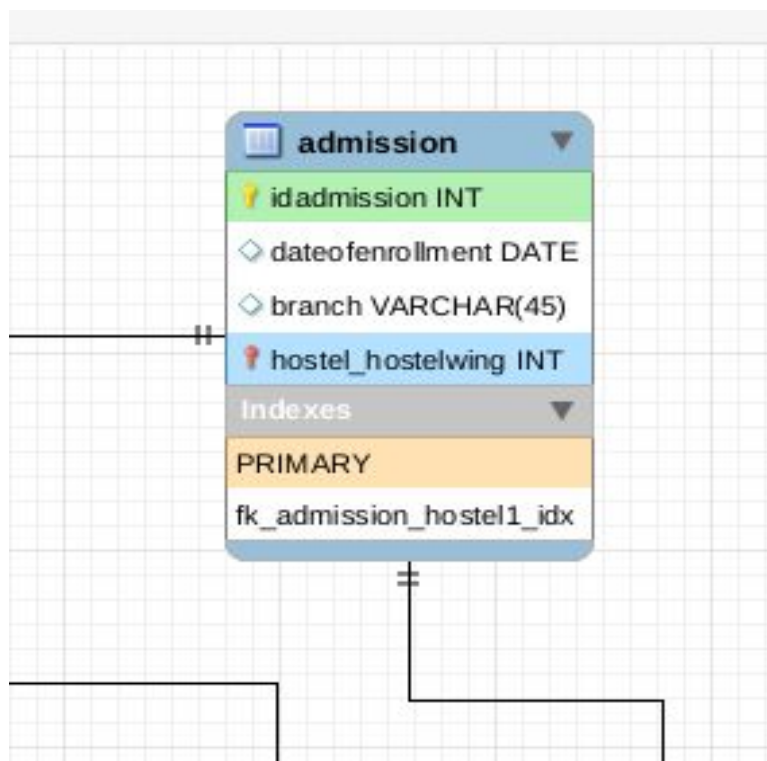 admission
idadmission INT
dateofenrollment DATE
branch VARCHAR(45)
hostel_hostelwing INT
Indexes
PRIMARY
fk_admission_hostel1_idx